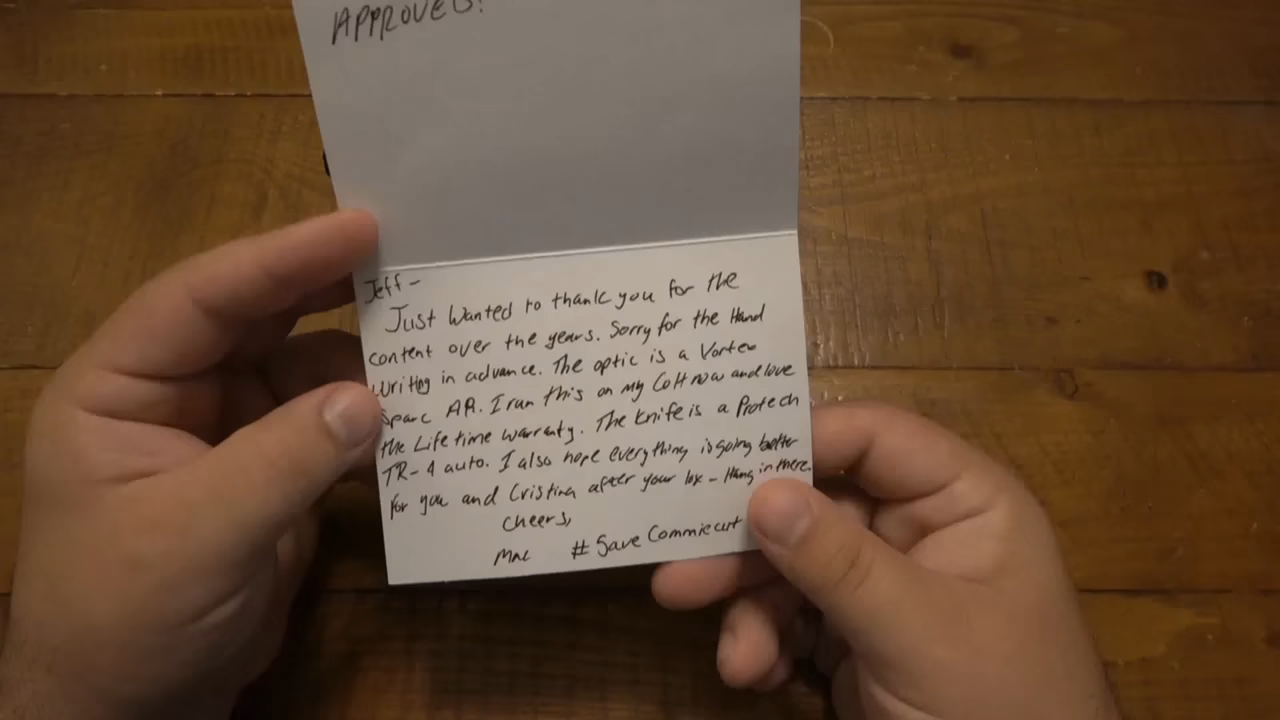 APPROVED!
Jeff-
Just Wanted to thank you for the
content over the years. Sorry for the Hand
writing in advance. The optic is a Vortex
Sparc AR. I run this on my Colt now and love
the Lifetime warranty. The Knife is a Protech
TR-4 auto. I also hope everything is going better
for you and Cristina after your lox - Hang in there.
Cheers,
Mac #SaveCommiecut